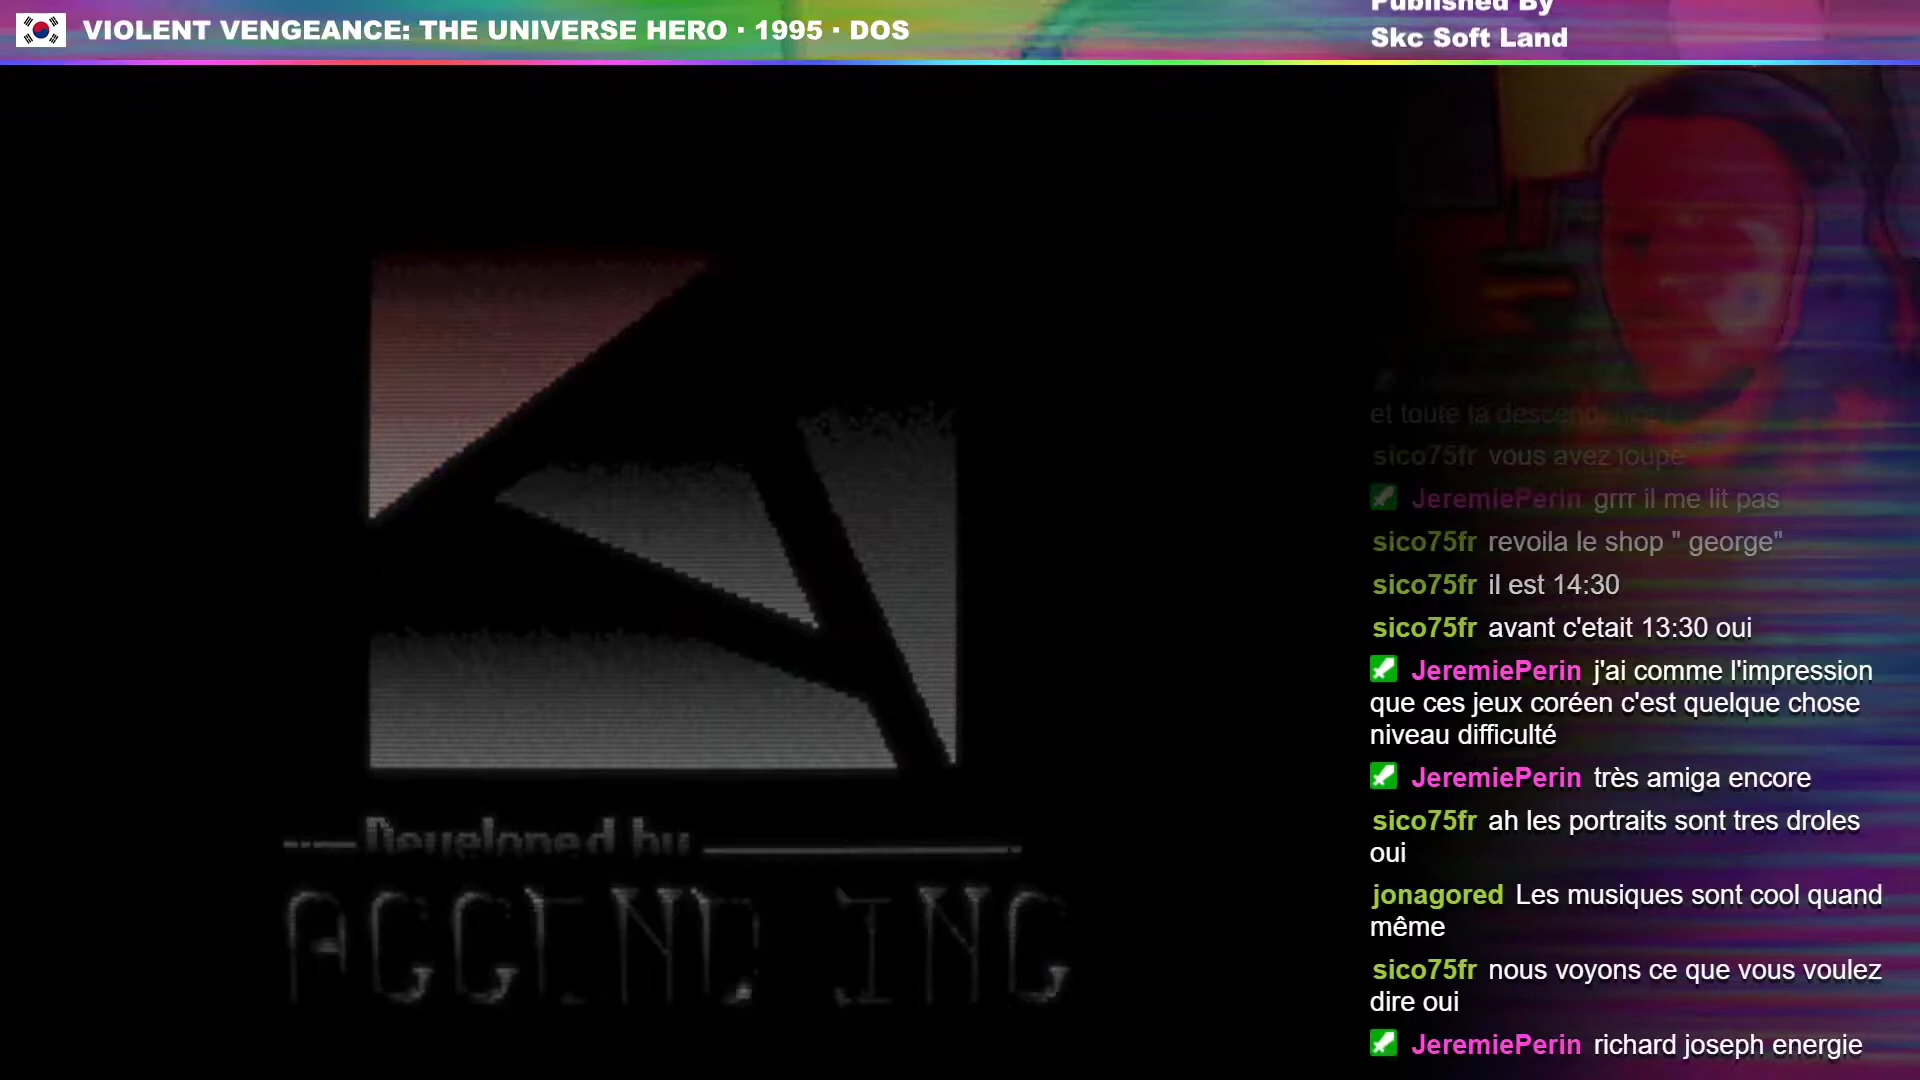 VIOLENT VENGEANCE: THE UNIVERSE HERO · 1995 · DOS
Published By
Skc Soft Land
et toute la descendance !
sico75fr vous avez loupe
JeremiePerin grrr il me lit pas
sico75fr revoila le shop " george"
sico75fr il est 14:30
sico75fr avant c'etait 13:30 oui
JeremiePerin j'ai comme l'impression
que ces jeux coréen c'est quelque chose
niveau difficulté
JeremiePerin très amiga encore
sico75fr ah les portraits sont tres droles
oui
jonagored Les musiques sont cool quand
même
sico75fr nous voyons ce que vous voulez
dire oui
JeremiePerin richard joseph energie
Developed by